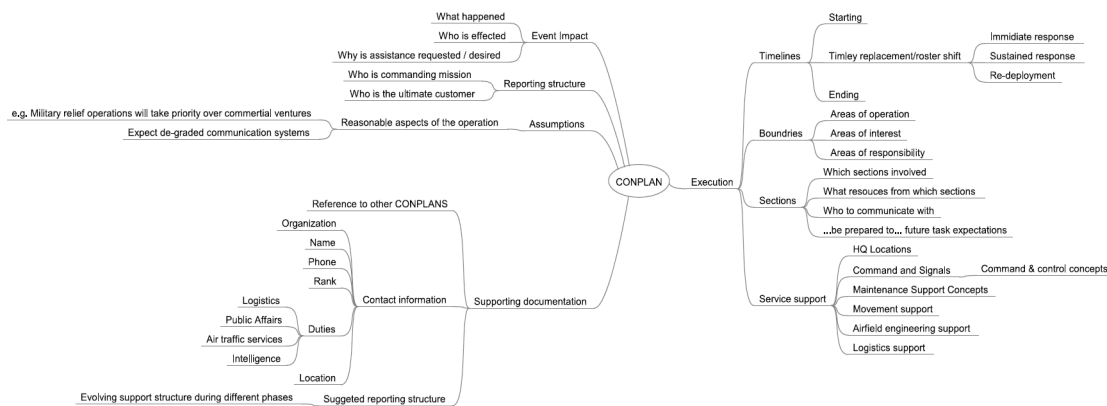 CONPLAN
Event Impact
What happened
Who is effected
Why is assistance requested / desired
Reporting structure
Who is commanding mission
Who is the ultimate customer
Assumptions
Reasonable aspects of the operation
e.g. Military relief operations will take priority over commertial ventures
Expect de-graded communication systems
Supporting documentation
Reference to other CONPLANS
Contact information
Organization
Name
Phone
Rank
Duties
Logistics
Public Affairs
Air traffic services
Intelligence
Location
Suggeted reporting structure
Evolving support structure during different phases
Execution
Timelines
Starting
Timley replacement/roster shift
Immidiate response
Sustained response
Re-deployment
Ending
Boundries
Areas of operation
Areas of interest
Areas of responsibility
Sections
Which sections involved
What resouces from which sections
Who to communicate with
...be prepared to... future task expectations
Service support
HQ Locations
Command and Signals
Command & control concepts
Maintenance Support Concepts
Movement support
Airfield engineering support
Logistics support